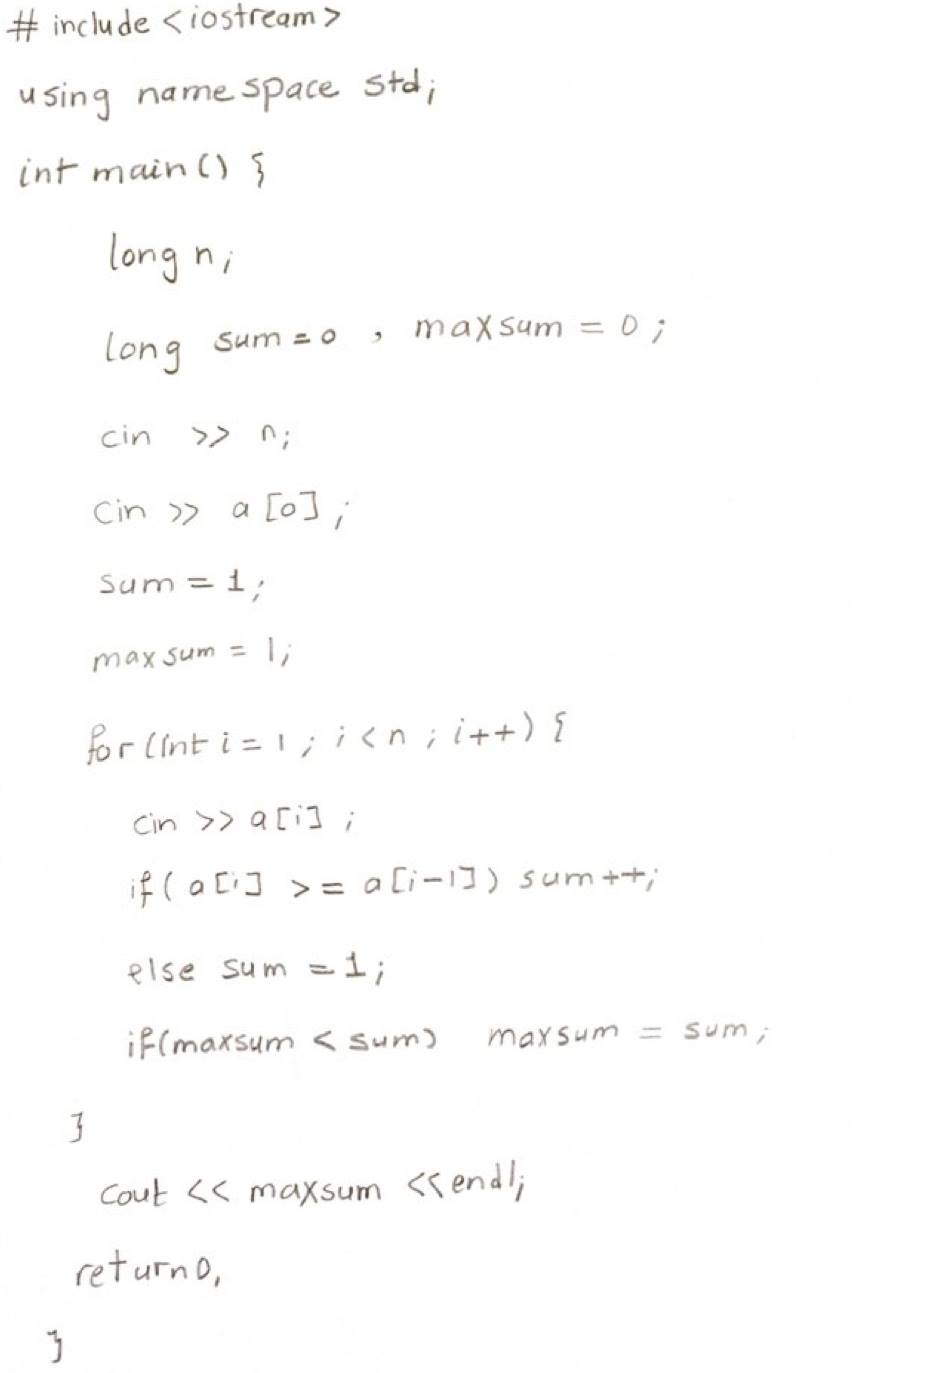 # include <iostream>
using namespace std;
int main() {
long n;
long sum = 0 , maxsum = 0 ;
cin >> n;
cin >> a [0] ;
sum = 1 ;
maxsum = 1;
for (int i = 1 ; i < n ; i++) {
cin >> a[i] ;
if ( a[i] >= a[i-1]) sum++;
else sum = 1 ;
if(maxsum < sum) maxsum = sum ;
}
cout << maxsum << endl;
return 0,
}